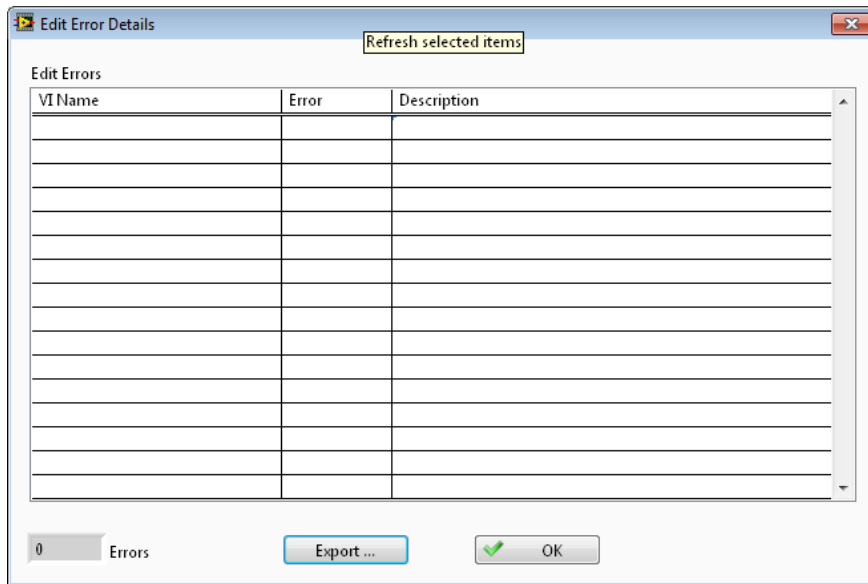 Edit Error Details
Refresh selected items
Edit Errors
VI Name Error Description
0 Errors Export ... OK